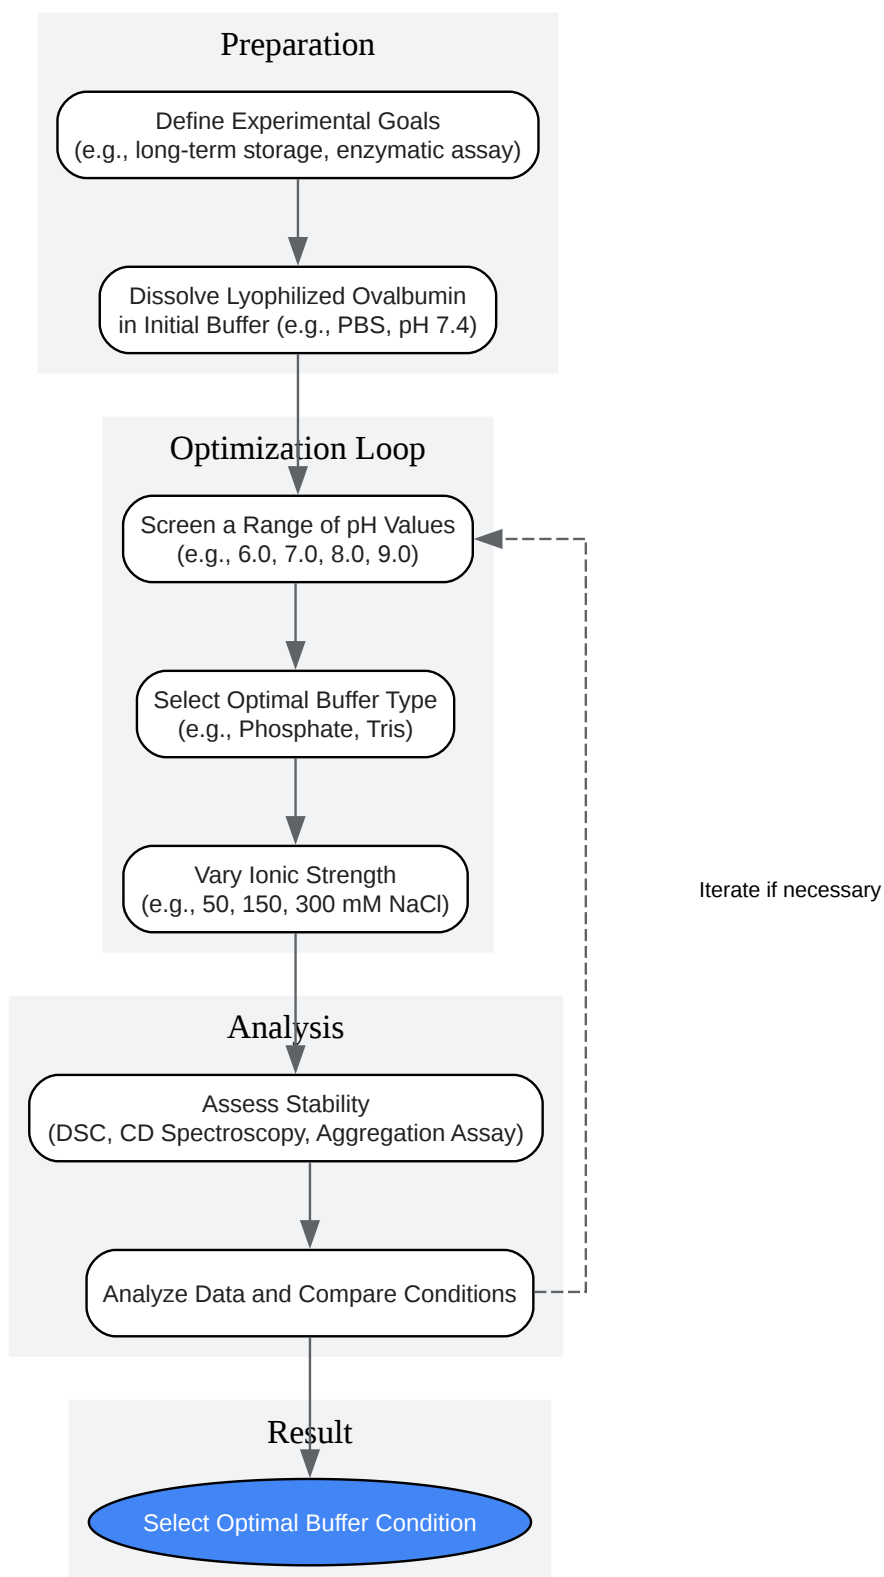 Preparation
Define Experimental Goals
(e.g., long-term storage, enzymatic assay)
Dissolve Lyophilized Ovalbumin
in Initial Buffer (e.g., PBS, pH 7.4)
Optimization Loop
Screen a Range of pH Values
(e.g., 6.0, 7.0, 8.0, 9.0)
Select Optimal Buffer Type
(e.g., Phosphate, Tris)
Vary Ionic Strength
(e.g., 50, 150, 300 mM NaCl)
Iterate if necessary
Analysis
Assess Stability
(DSC, CD Spectroscopy, Aggregation Assay)
Analyze Data and Compare Conditions
Result
Select Optimal Buffer Condition